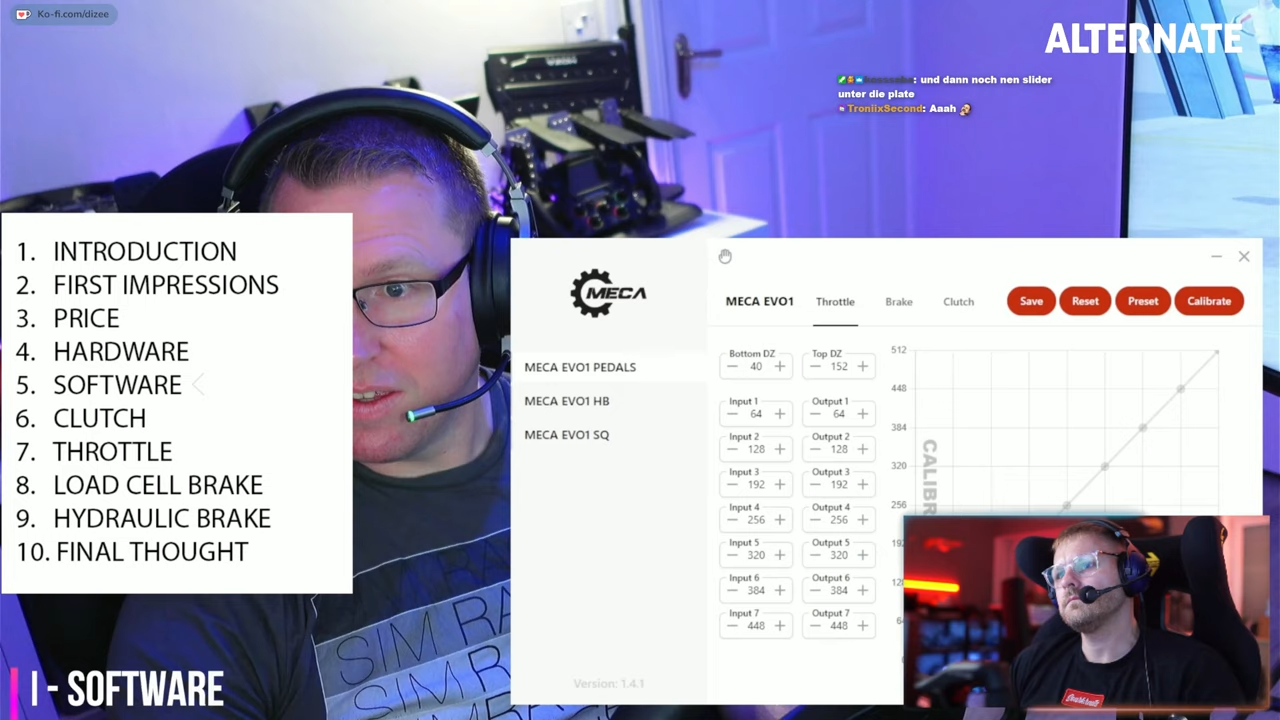 Ko-fi.com/dizee
ALTERNATE
: und dann noch nen slider
unter die plate
TroniixSecond: Aaah
1. INTRODUCTION
2. FIRST IMPRESSIONS
3. PRICE
4. HARDWARE
5. SOFTWARE
6. CLUTCH
7. THROTTLE
8. LOAD CELL BRAKE
9. HYDRAULIC BRAKE
10. FINAL THOUGHT
I - SOFTWARE
SIM RA
SIM R
MECA
MECA EVO1 PEDALS
MECA EVO1 HB
MECA EVO1 SQ
Version: 1.4.1
MECA EVO1 Throttle Brake Clutch Save Reset Preset Calibrate
Bottom DZ Top DZ
40 152
Input 1 Output 1
64 64
Input 2 Output 2
128 128
Input 3 Output 3
192 192
Input 4 Output 4
256 256
Input 5 Output 5
320 320
Input 6 Output 6
384 384
Input 7 Output 7
448 448
512
448
384
320
256
CALIBR